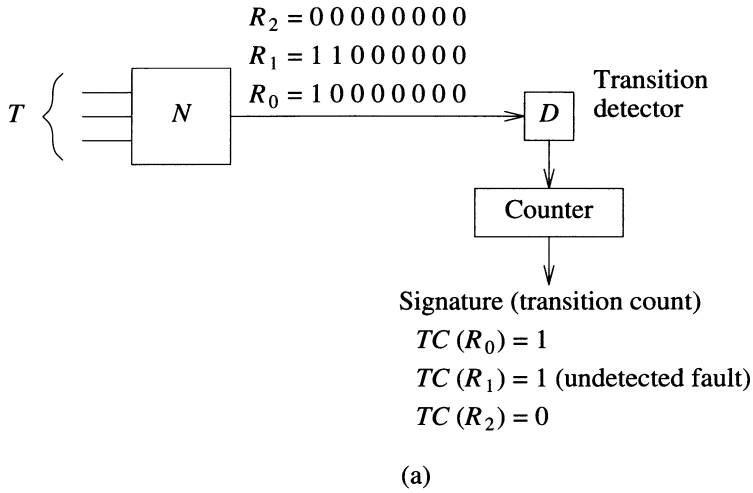 R₂ = 0 0 0 0 0 0 0 0
R₁ = 1 1 0 0 0 0 0 0
R₀ = 1 0 0 0 0 0 0 0
T
N
D
Transition
detector
Counter
Signature (transition count)
TC (R₀) = 1
TC (R₁) = 1 (undetected fault)
TC (R₂) = 0
(a)